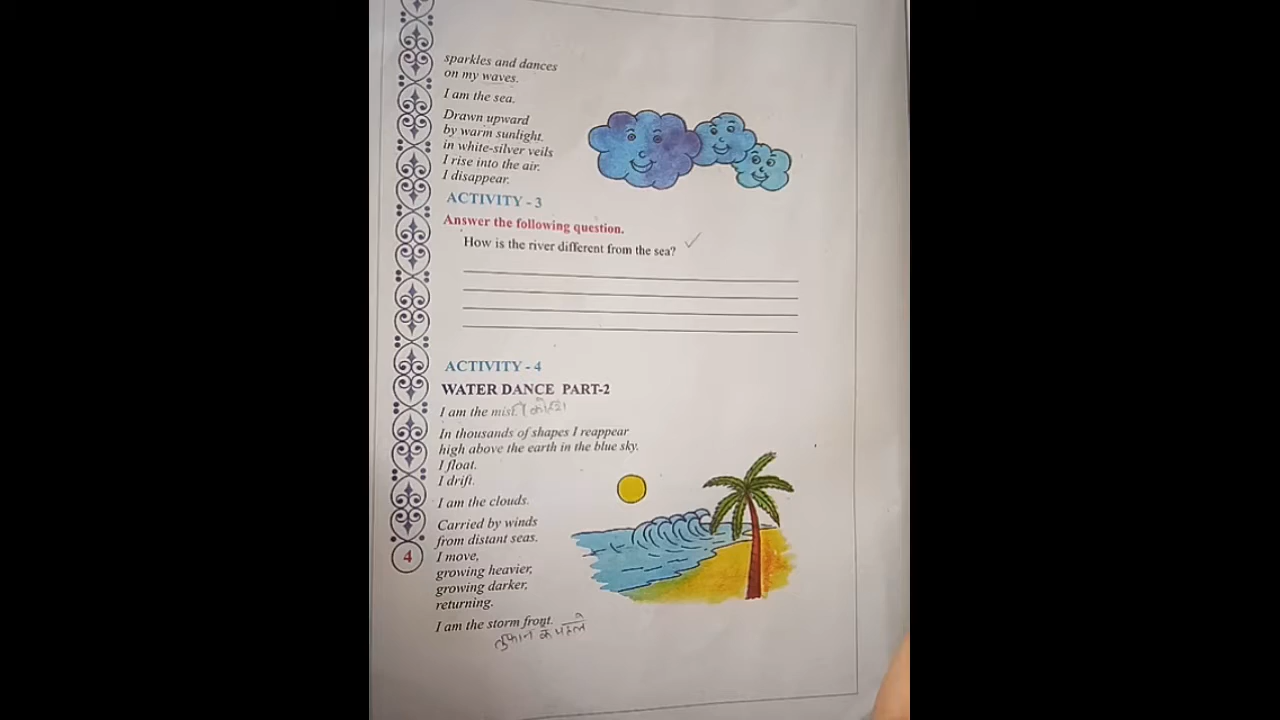 sparkles and dances
on my waves.
I am the sea.
Drawn upward
by warm sunlight.
in white-silver veils
I rise into the air.
I disappear.
ACTIVITY - 3
Answer the following question.
How is the river different from the sea?
ACTIVITY - 4
WATER DANCE PART-2
I am the mist.
In thousands of shapes I reappear
high above the earth in the blue sky.
I float.
I drift.
I am the clouds.
Carried by winds
from distant seas.
I move,
growing heavier,
growing darker,
returning.
4
I am the storm front.
तुफान के पहले